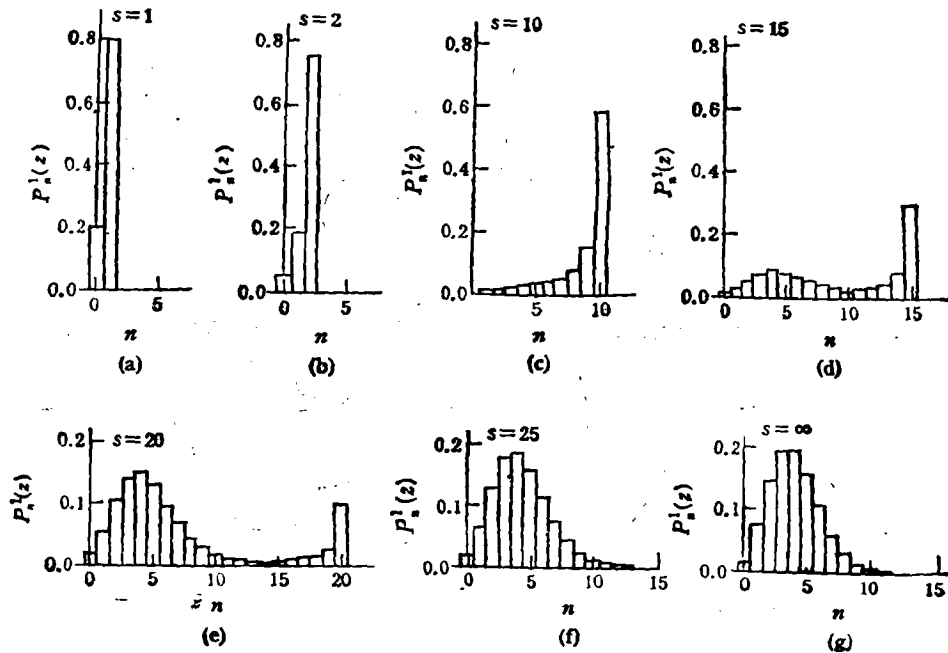 s=1
0.8
0.6
0.4
0.2
0.0
0 5
P_n^1(z)
n
(a)
s=2
0.8
0.6
0.4
0.2
0.0
0 5
P_n^1(z)
n
(b)
s=10
0.8
0.6
0.4
0.2
0.0
0 5 10
P_n^1(z)
n
(c)
s=15
0.8
0.6
0.4
0.2
0.0
0 5 10 15
P_n^1(z)
n
(d)
s=20
0.2
0.1
0.0
0 5 10 15 20
P_n^1(z)
n
(e)
s=25
0.2
0.1
0.0
0 5 10 15
P_n^1(z)
n
(f)
s=∞
0.2
0.1
0.0
0 5 10 15
P_n^1(z)
n
(g)